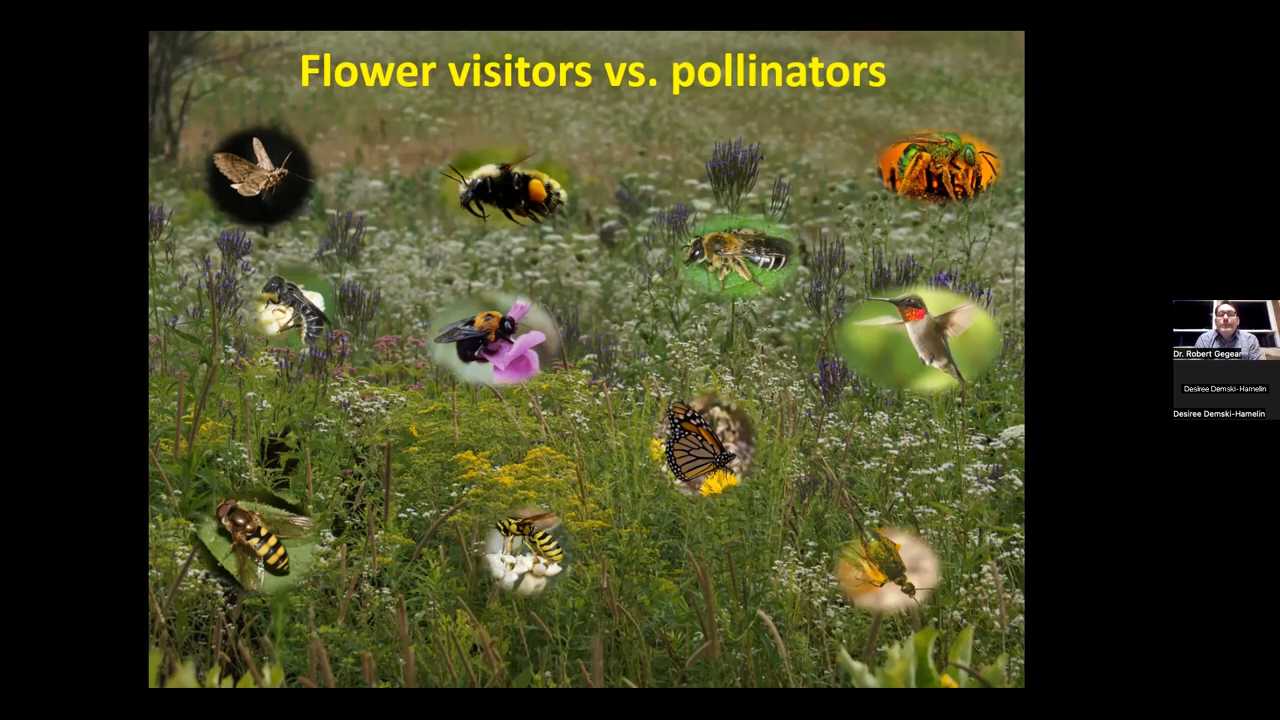 Flower visitors vs. pollinators
Dr. Robert Gegear
Desiree Demski-Hamelin
Desiree Demski-Hamelin